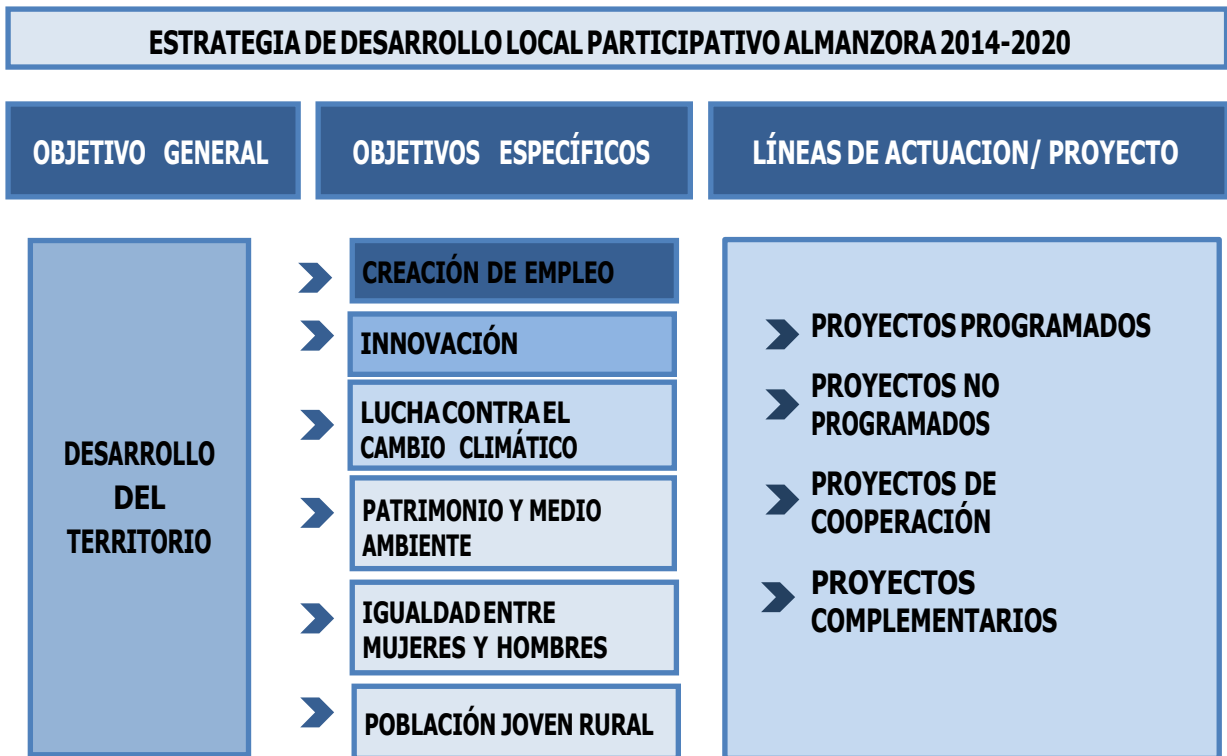 ESTRATEGIA DE DESARROLLO LOCAL PARTICIPATIVO ALMANZORA 2014-2020
OBJETIVO GENERAL
OBJETIVOS ESPECÍFICOS
LÍNEAS DE ACTUACION/ PROYECTO
DESARROLLO
DEL
TERRITORIO
CREACIÓN DE EMPLEO
INNOVACIÓN
LUCHA CONTRA EL
CAMBIO CLIMÁTICO
PATRIMONIO Y MEDIO
AMBIENTE
IGUALDAD ENTRE
MUJERES Y HOMBRES
POBLACIÓN JOVEN RURAL
PROYECTOS PROGRAMADOS
PROYECTOS NO
PROGRAMADOS
PROYECTOS DE
COOPERACIÓN
PROYECTOS
COMPLEMENTARIOS